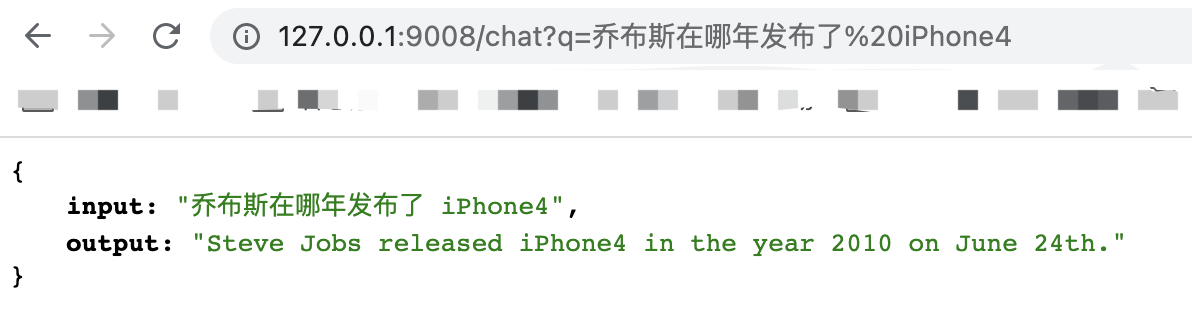 127.0.0.1:9008/chat?q=乔布斯在哪年发布了%20iPhone4
{
input: "乔布斯在哪年发布了 iPhone4",
output: "Steve Jobs released iPhone4 in the year 2010 on June 24th."
}